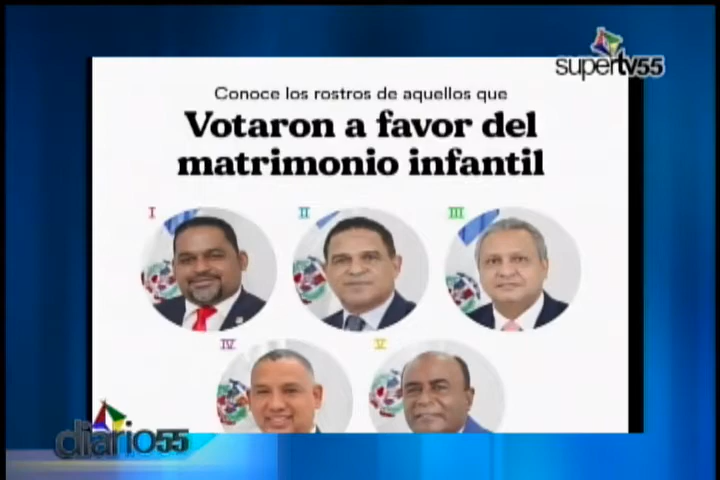 supertv55
Conoce los rostros de aquellos que
Votaron a favor del
matrimonio infantil
I II III
IV V
diario55